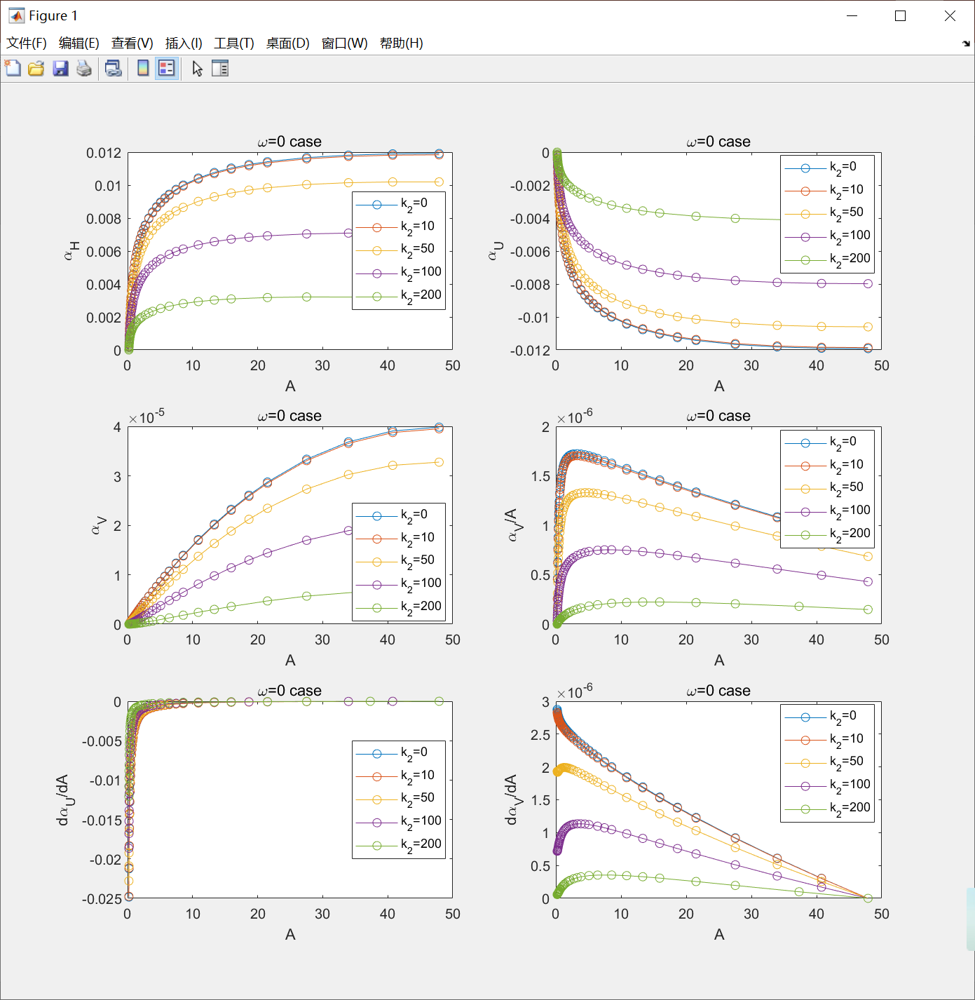 Figure 1
文件(F) 编辑(E) 查看(V) 插入(I) 工具(T) 桌面(D) 窗口(W) 帮助(H)
ω=0 case
0.012
0.01
0.008
0.006
0.004
0.002
0
α_H
0 10 20 30 40 50
A
k_2=0
k_2=10
k_2=50
k_2=100
k_2=200
ω=0 case
0
-0.002
-0.004
-0.006
-0.008
-0.01
-0.012
α_U
0 10 20 30 40 50
A
k_2=0
k_2=10
k_2=50
k_2=100
k_2=200
×10^-5
ω=0 case
4
3
2
1
0
α_V
0 10 20 30 40 50
A
k_2=0
k_2=10
k_2=50
k_2=100
k_2=200
×10^-6
ω=0 case
2
1.5
1
0.5
0
α_V/A
0 10 20 30 40 50
A
k_2=0
k_2=10
k_2=50
k_2=100
k_2=200
ω=0 case
0
-0.005
-0.01
-0.015
-0.02
-0.025
dα_U/dA
0 10 20 30 40 50
A
k_2=0
k_2=10
k_2=50
k_2=100
k_2=200
×10^-6
ω=0 case
3
2.5
2
1.5
1
0.5
0
dα_V/dA
0 10 20 30 40 50
A
k_2=0
k_2=10
k_2=50
k_2=100
k_2=200